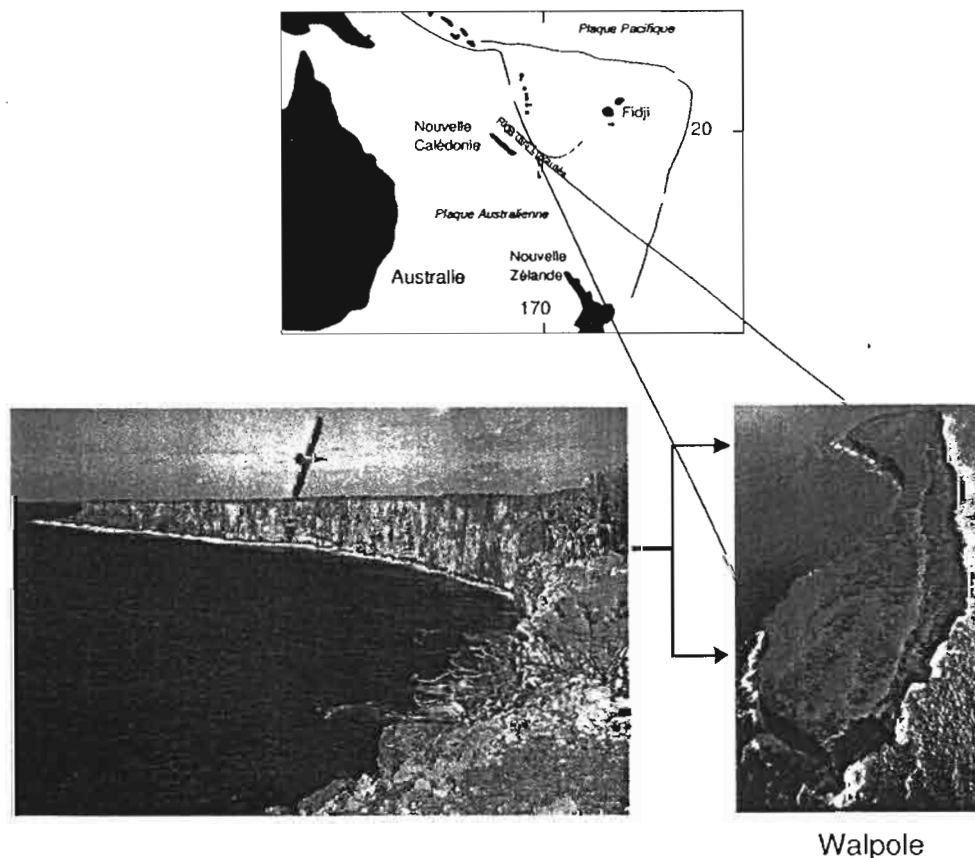 Plaque Pacifique
Fidji
20
Nouvelle
Calédonie
Plaque Australienne
Nouvelle
Zélande
Australie
170
Walpole